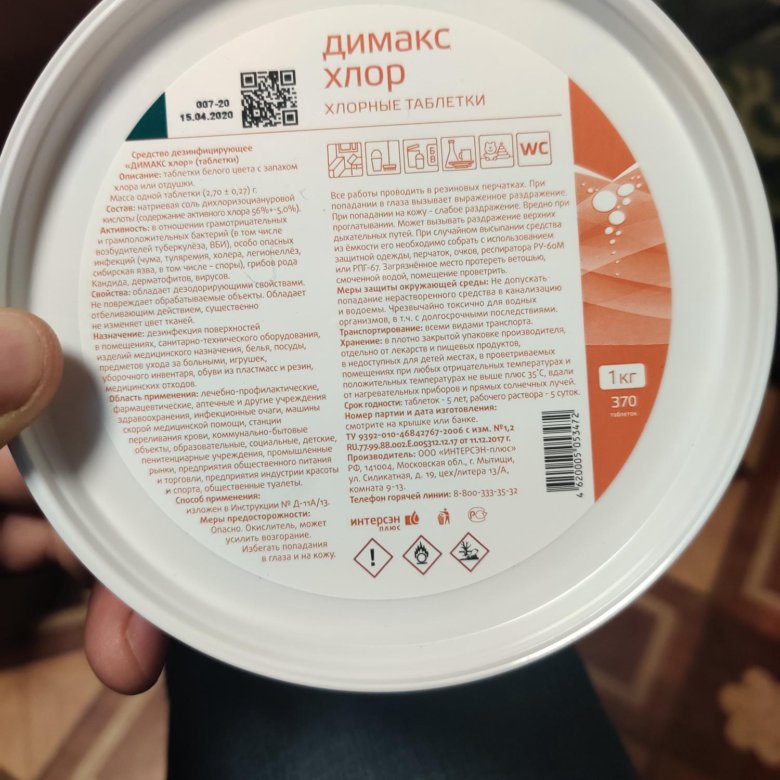 димакс
хлор
ХЛОРНЫЕ ТАБЛЕТКИ
007-20
15.04.2020
WC
Средство дезинфицирующее
«ДИМАКС хлор» (таблетки)
Описание: таблетки белого цвета с запахом
хлора или отдушки.
Масса одной таблетки (2,70 ± 0,27) г.
Состав: натриевая соль дихлоризоциануровой
кислоты (содержание активного хлора 56%+-5,0%).
Активность: в отношении грамотрицательных
и грамположительных бактерий (в том числе
возбудителей туберкулёза, ВБИ), особо опасных
инфекций (чума, туляремия, холера, легионеллёз,
сибирская язва, в том числе - споры), грибов рода
Кандида, дерматофитов, вирусов.
Свойства: обладает дезодорирующими свойствами.
Не повреждает обрабатываемые объекты. Обладает
отбеливающим действием, существенно
не изменяет цвет тканей.
Назначение: дезинфекция поверхностей
в помещениях, санитарно-технического оборудования,
изделий медицинского назначения, белья, посуды,
предметов ухода за больными, игрушек,
уборочного инвентаря, обуви из пластмасс и резин,
медицинских отходов.
Область применения: лечебно-профилактические,
фармацевтические, аптечные и другие учреждения
здравоохранения, инфекционные очаги, машины
скорой медицинской помощи, станции
переливания крови, коммунально-бытовые
объекты, образовательные, социальные, детские,
пенитенциарные учреждения, промышленные
рынки, предприятия общественного питания
и торговли, предприятия индустрии красоты
и спорта, общественные туалеты.
Способ применения:
изложен в Инструкции № Д-11А/13.
Меры предосторожности:
Опасно. Окислитель, может
усилить возгорание.
Избегать попадания
в глаза и на кожу.
Все работы проводить в резиновых перчатках. При
попадании в глаза вызывает выраженное раздражение.
При попадании на кожу - слабое раздражение. Вредно при
проглатывании. Может вызывать раздражение верхних
дыхательных путей. При случайном высыпании средства
из ёмкости его необходимо собрать с использованием
защитной одежды, перчаток, очков, респиратора РУ-60М
или РПГ-67. Загрязнённое место протереть ветошью,
смоченной водой, помещение проветрить.
Меры защиты окружающей среды: Не допускать
попадание нерастворенного средства в канализацию
и водоемы. Чрезвычайно токсично для водных
организмов, в т.ч. с долгосрочными последствиями.
Транспортирование: всеми видами транспорта.
Хранение: в плотно закрытой упаковке производителя,
отдельно от лекарств и пищевых продуктов,
в недоступных для детей местах, в проветриваемых
помещениях при любых отрицательных температурах и
положительных температурах не выше плюс 35°С, вдали
от нагревательных приборов и прямых солнечных лучей.
Срок годности: таблеток - 5 лет, рабочего раствора - 5 суток.
Номер партии и дата изготовления:
смотрите на крышке или банке.
ТУ 9392-010-46842767-2006 с изм. №1,2
RU.77.99.88.002.E.005312.12.17 от 11.12.2017 г.
Производитель: ООО «ИНТЕРСЭН-плюс»
РФ, 141004, Московская обл., г. Мытищи,
ул. Силикатная, д. 19, цех/литера 13/А,
комната 9-13.
Телефон горячей линии: 8-800-333-35-32
интерсэн
плюс
1 кг
370
таблеток
4620005053472